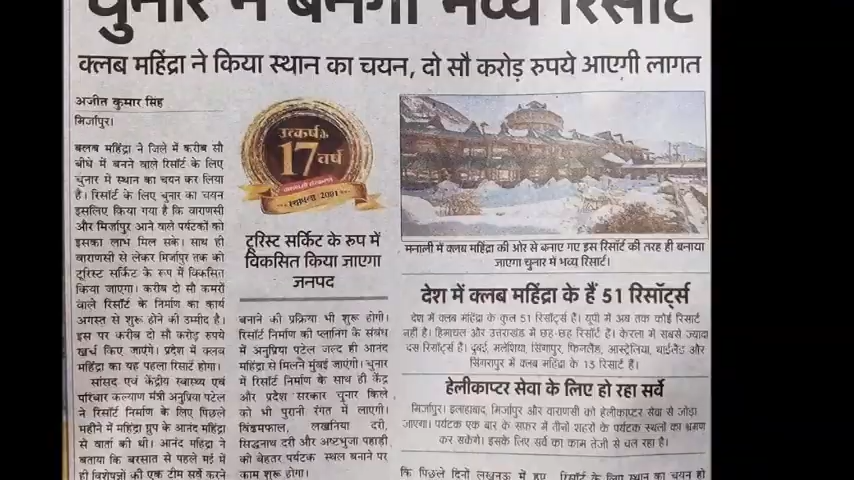 चुनार में बनेगा भव्य रिसॉर्ट
क्लब महिंद्रा ने किया स्थान का चयन, दो सौ करोड़ रुपये आएगी लागत
अजीत कुमार सिंह
मिर्जापुर।
क्लब महिंद्रा ने जिले में करीब सौ
बीघे में बनने वाले रिसॉर्ट के लिए
चुनार में स्थान का चयन कर लिया
है। रिसॉर्ट के लिए चुनार का चयन
इसलिए किया गया है कि वाराणसी
और मिर्जापुर आने वाले पर्यटकों को
इसका लाभ मिल सके। साथ ही
वाराणसी से लेकर मिर्जापुर तक को
टूरिस्ट सर्किट के रूप में विकसित
किया जाएगा। करीब दो सौ कमरों
वाले रिसॉर्ट के निर्माण का कार्य
अगस्त से शुरू होने की उम्मीद है।
इस पर करीब दो सौ करोड़ रुपये
खर्च किए जाएंगे। प्रदेश में क्लब
महिंद्रा का यह पहला रिसार्ट होगा।
सांसद एवं केंद्रीय स्वास्थ्य एवं
परिवार कल्याण मंत्री अनुप्रिया पटेल
ने रिसॉर्ट निर्माण के लिए पिछले
महीने में महिंद्रा ग्रुप के आनंद महिंद्रा
से वार्ता की थी। आनंद महिंद्रा ने
बताया कि बरसात से पहले मई में
ही विशेषज्ञों की एक टीम सर्वे करने
उत्कर्ष के
17 वर्ष
स्थापना 2001
टूरिस्ट सर्किट के रुप में
विकसित किया जाएगा
जनपद
बनाने की प्रक्रिया भी शुरू होगी।
रिसॉर्ट निर्माण की प्लानिंग के संबंध
में अनुप्रिया पटेल जल्द ही आनंद
महिंद्रा से मिलने मुंबई जाएंगी। चुनार
में रिसॉर्ट निर्माण के साथ ही केंद्र
और प्रदेश सरकार चुनार किले
को भी पुरानी रंगत में लाएगी।
विंढमफाल, लखनिया दरी,
सिद्धनाथ दरी और अष्टभुजा पहाड़ी
को बेहतर पर्यटक स्थल बनाने पर
काम शुरू होगा।
मनाली में क्लब महिंद्रा की ओर से बनाए गए इस रिसॉर्ट की तरह ही बनाया
जाएगा चुनार में भव्य रिसार्ट।
देश में क्लब महिंद्रा के हैं 51 रिसॉर्ट्स
देश में क्लब महिंद्रा के कुल 51 रिसॉर्ट है। यूपी में अब तक कोई रिसार्ट
नहीं है। हिमाचल और उत्तराखंड में छह-छह रिसॉर्ट है। केरला में सबसे ज्यादा
दस रिसॉर्ट्स है। दुबई, मलेशिया, सिंगापुर, फिनलैंड, आस्ट्रेलिया, थाईलैंड और
सिंगरापुर में क्लब महिंद्रा के 13 रिसॉर्ट हैं।
हेलीकाप्टर सेवा के लिए हो रहा सर्वे
मिर्जापुर। इलाहाबाद, मिर्जापुर और वाराणसी को हेलीकाप्टर सेवा से जोड़ा
जाएगा। पर्यटक एक बार के सफर में तीनों शहरों के पर्यटक स्थलों का भ्रमण
कर सकेंगे। इसके लिए सर्वे का काम तेजी से चल रहा है।
कि पिछले दिनों लखनऊ में हुए
रिसॉर्ट के लिए स्थान का चयन हो